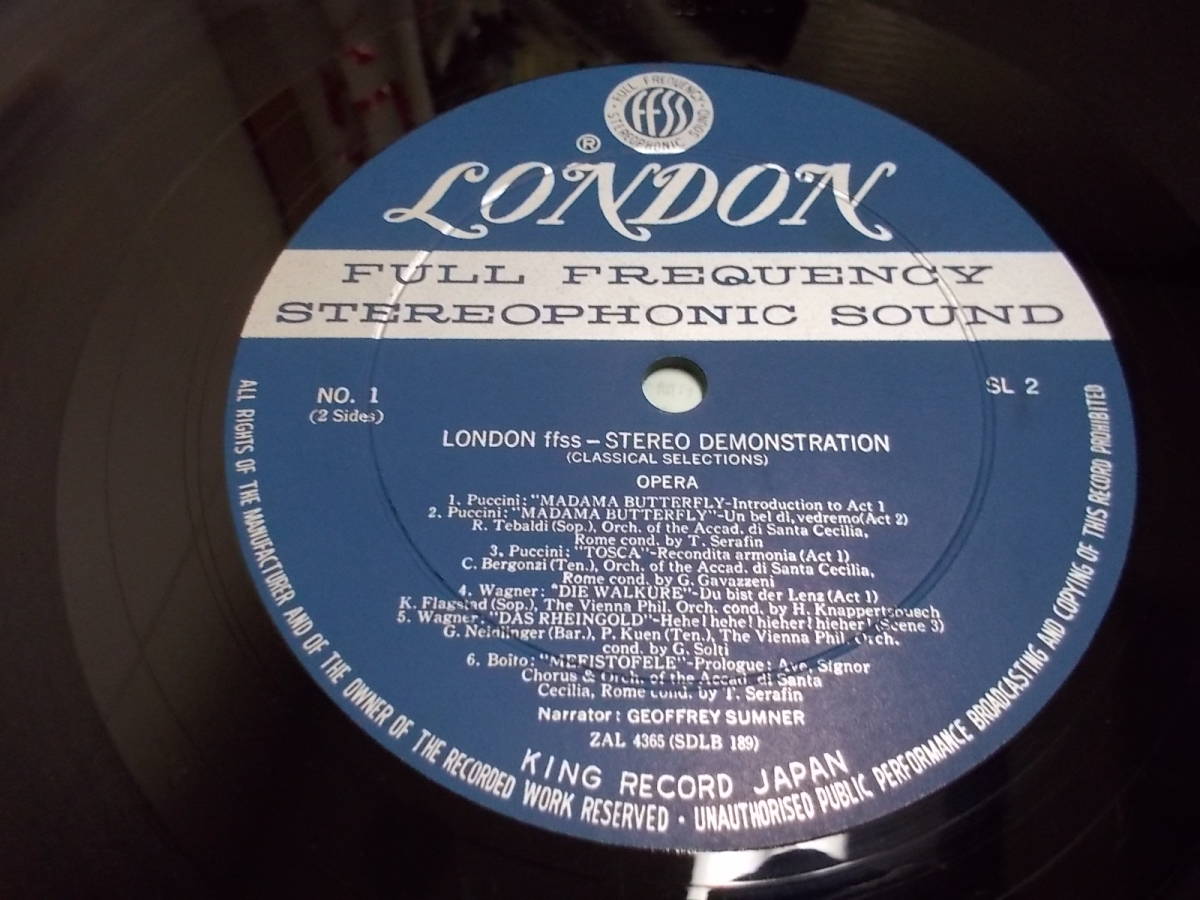 FULL FREQUENCY
FFSS
STEREOPHONIC SOUND
®
LONDON
FULL FREQUENCY
STEREOPHONIC SOUND
NO. 1
(2 Sides)
SL 2
LONDON ffss – STEREO DEMONSTRATION
(CLASSICAL SELECTIONS)
OPERA
1. Puccini: "MADAMA BUTTERFLY-Introduction to Act 1
2. Puccini: "MADAMA BUTTERFLY"-Un bel di, vedremo(Act 2)
R. Tebaldi (Sop.), Orch. of the Accad. di Santa Cecilia,
Rome cond. by T. Serafin
3. Puccini: "TOSCA"-Recondita armonia (Act 1)
C. Bergonzi (Ten.), Orch. of the Accad. di Santa Cecilia,
Rome cond. by G. Gavazzeni
4. Wagner: "DIE WALKURE"-Du bist der Lenz (Act 1)
K. Flagstad (Sop.), The Vienna Phil. Orch. cond. by H. Knappertsbusch
5. Wagner: "DAS RHEINGOLD"-Hehe! hehe! hieher! hieher! (Scene 3)
G. Neidlinger (Bar.), P. Kuen (Ten.), The Vienna Phil. Orch.
cond. by G. Solti
6. Boito: "MEFISTOFELE"-Prologue: Ave, Signor
Chorus & Orch. of the Accad. di Santa
Cecilia, Rome cond. by T. Serafin
Narrator: GEOFFREY SUMNER
ZAL 4365 (SDLB 189)
KING RECORD JAPAN
ALL RIGHTS OF THE MANUFACTURER AND OF THE OWNER OF THE RECORDED WORK RESERVED • UNAUTHORISED PUBLIC PERFORMANCE BROADCASTING AND COPYING OF THIS RECORD PROHIBITED